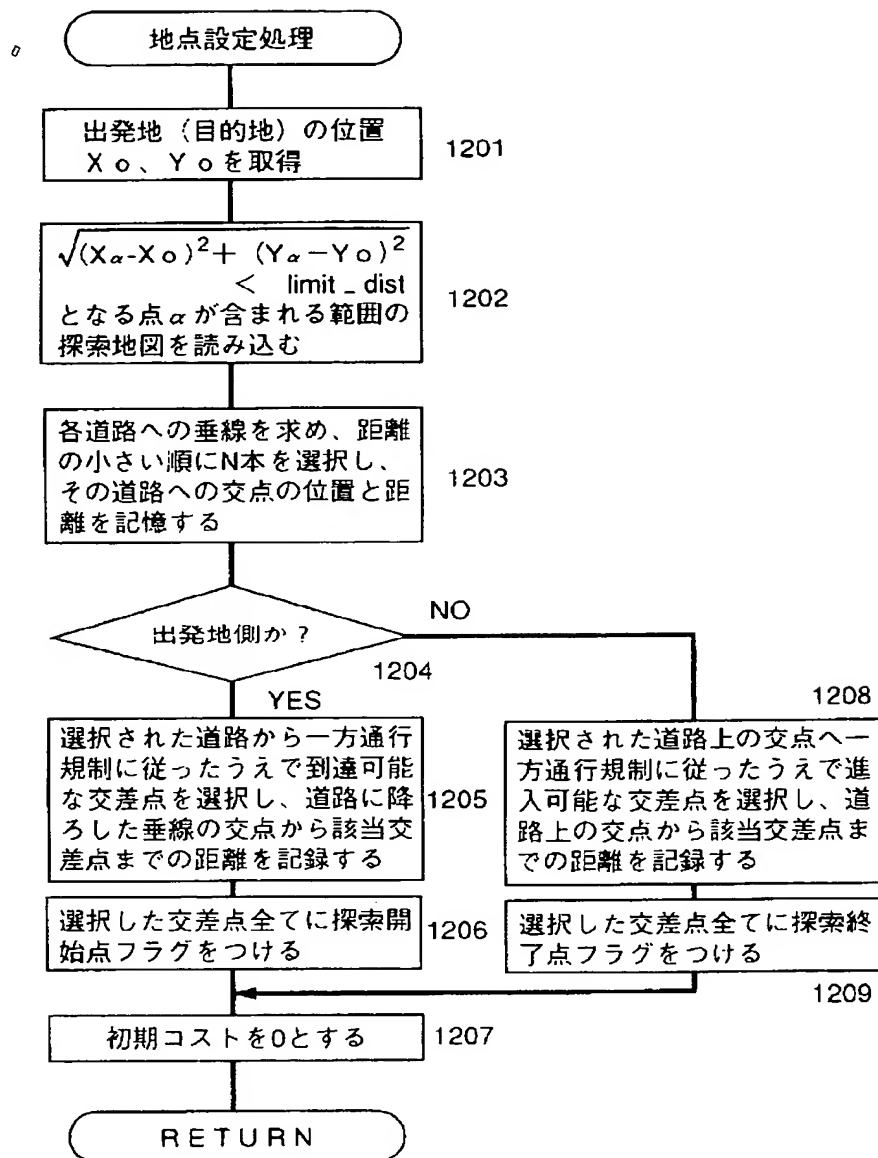 地点設定処理
出発地（目的地）の位置
Xo、Yoを取得
1201
√(Xα-Xo)²+ (Yα-Yo)²
< limit_dist
となる点αが含まれる範囲の
探索地図を読み込む
1202
各道路への垂線を求め、距離
の小さい順にN本を選択し、
その道路への交点の位置と距
離を記憶する
1203
出発地側か？
NO
1204
YES
選択された道路から一方通行
規制に従ったうえで到達可能
な交差点を選択し、道路に降
ろした垂線の交点から該当交
差点までの距離を記録する
1205
1208
選択された道路上の交点へ一
方通行規制に従ったうえで進
入可能な交差点を選択し、道
路上の交点から該当交差点ま
での距離を記録する
選択した交差点全てに探索開
始点フラグをつける
1206
選択した交差点全てに探索終
了点フラグをつける
1209
初期コストを0とする
1207
RETURN